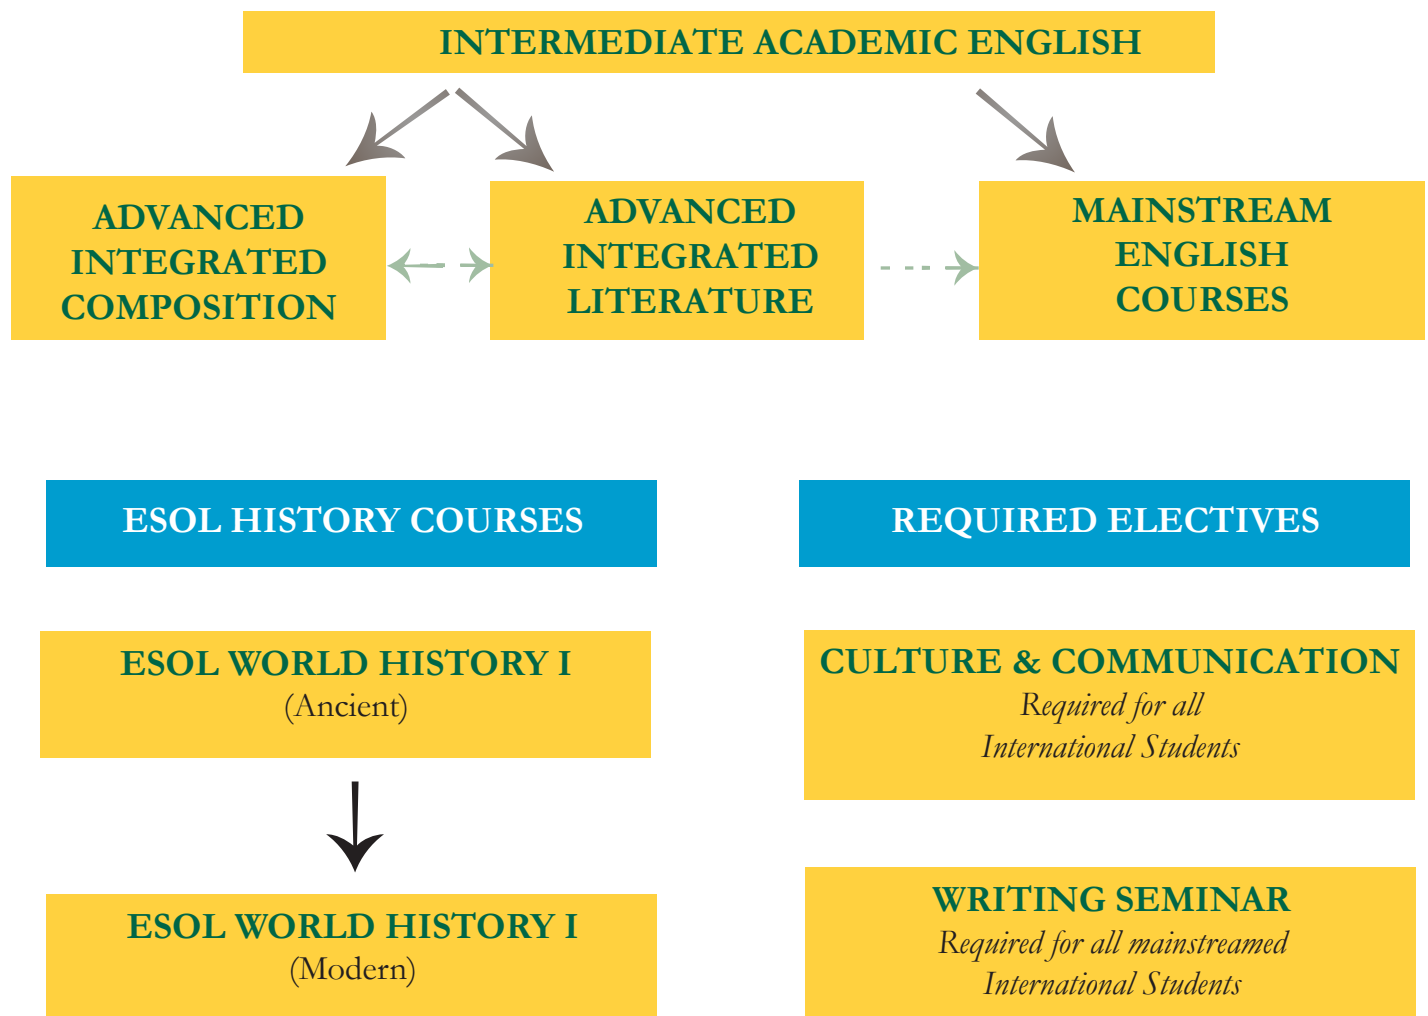 INTERMEDIATE ACADEMIC ENGLISH
ADVANCED
INTEGRATED
COMPOSITION
ADVANCED
INTEGRATED
LITERATURE
MAINSTREAM
ENGLISH
COURSES
ESOL HISTORY COURSES
ESOL WORLD HISTORY I
(Ancient)
ESOL WORLD HISTORY I
(Modern)
REQUIRED ELECTIVES
CULTURE & COMMUNICATION
Required for all
International Students
WRITING SEMINAR
Required for all mainstreamed
International Students